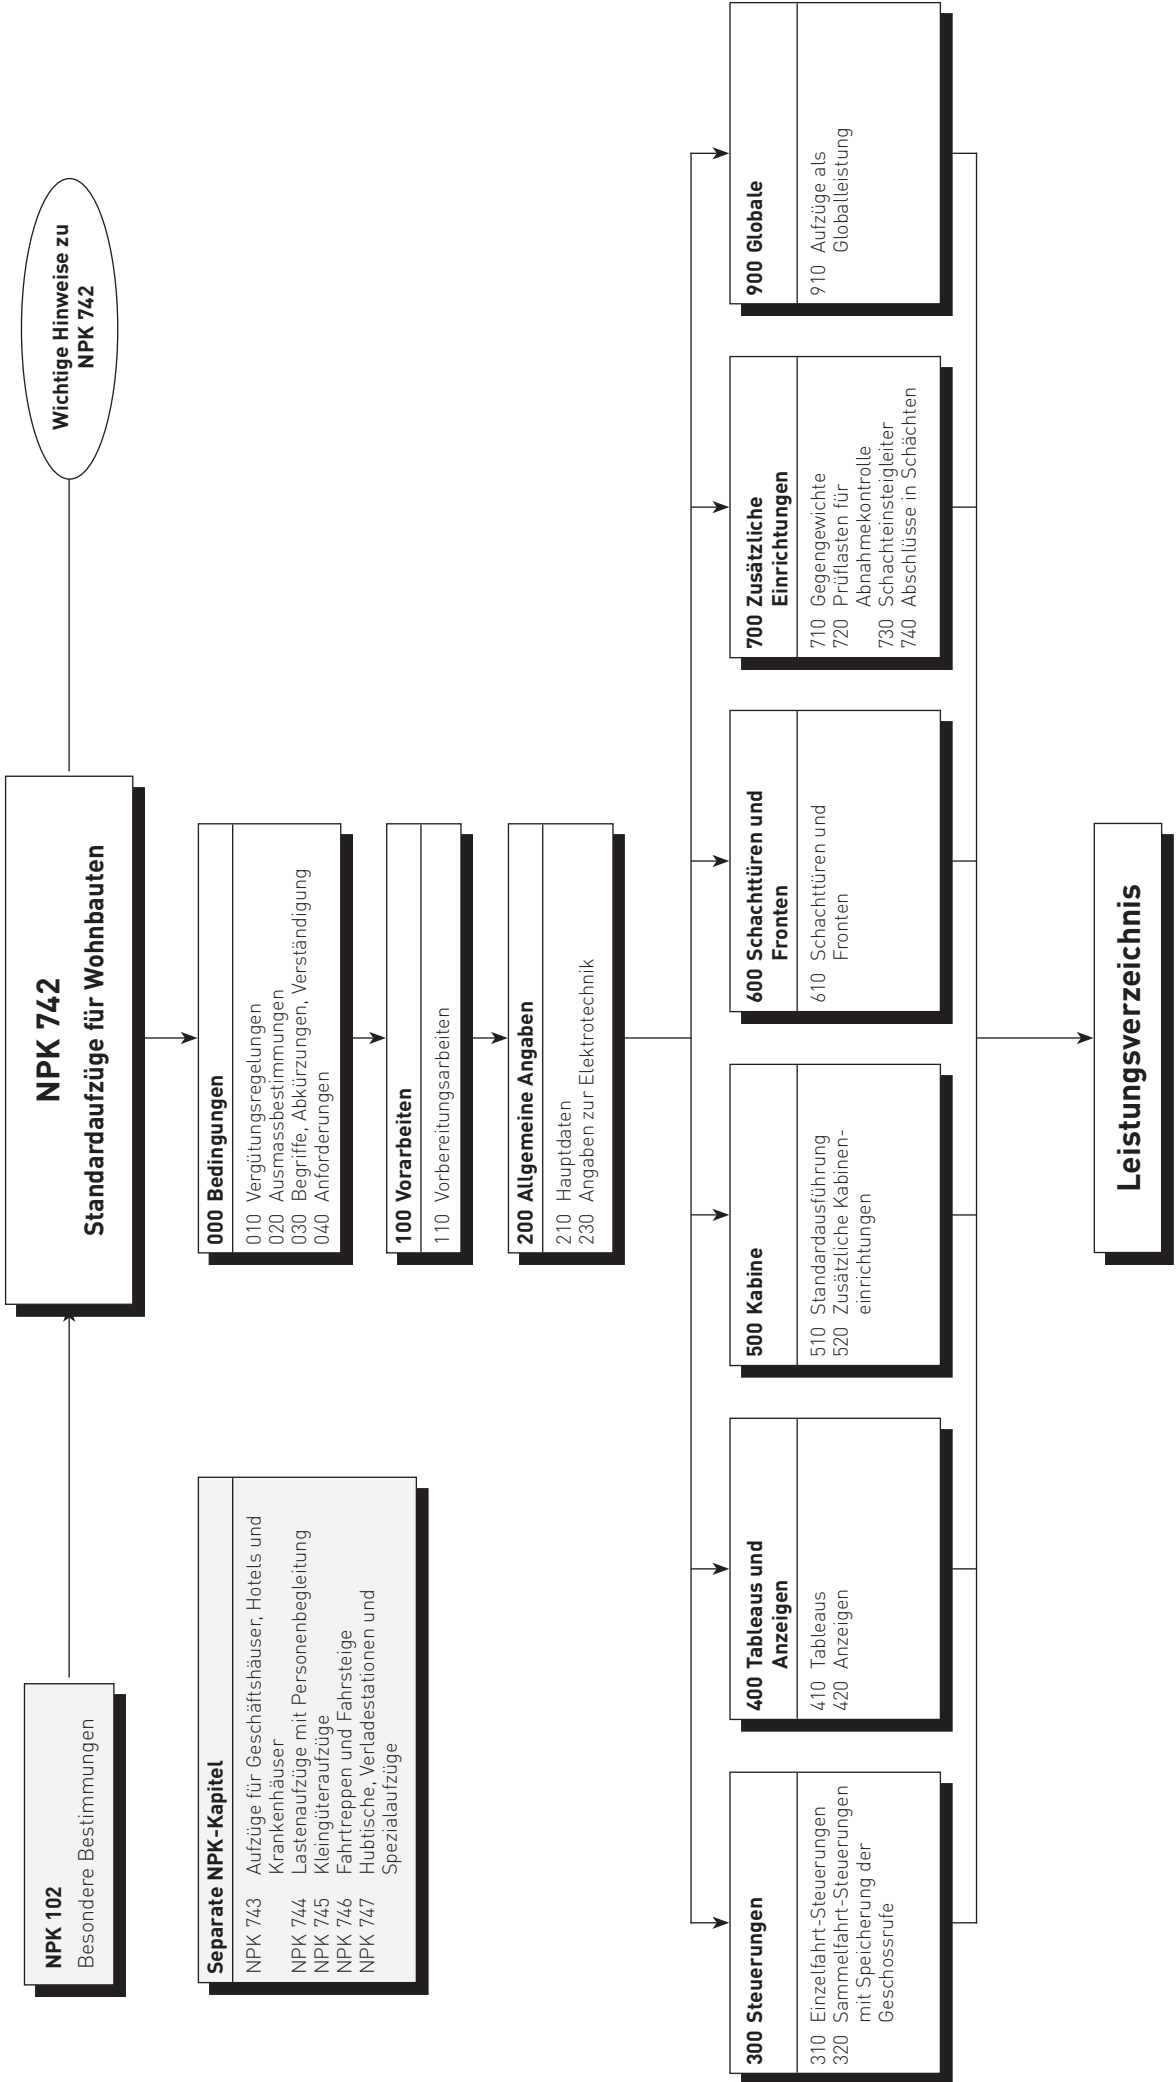 NPK 102
Besondere Bestimmungen
NPK 742
Standardaufzüge für Wohnbauten
Wichtige Hinweise zu
NPK 742
Separate NPK-Kapitel
NPK 743 Aufzüge für Geschäftshäuser, Hotels und
Krankenhäuser
NPK 744 Lastenaufzüge mit Personenbegleitung
NPK 745 Kleingüteraufzüge
NPK 746 Fahrtreppen und Fahrsteige
NPK 747 Hubtische, Verladestationen und
Spezialaufzüge
000 Bedingungen
010 Vergütungsregelungen
020 Ausmassbestimmungen
030 Begriffe, Abkürzungen, Verständigung
040 Anforderungen
100 Vorarbeiten
110 Vorbereitungsarbeiten
200 Allgemeine Angaben
210 Hauptdaten
230 Angaben zur Elektrotechnik
300 Steuerungen
310 Einzelfahrt-Steuerungen
320 Sammelfahrt-Steuerungen
mit Speicherung der
Geschossrufe
400 Tableaus und
Anzeigen
410 Tableaus
420 Anzeigen
500 Kabine
510 Standardausführung
520 Zusätzliche Kabinen-
einrichtungen
600 Schachttüren und
Fronten
610 Schachttüren und
Fronten
700 Zusätzliche
Einrichtungen
710 Gegengewichte
720 Prüflasten für
Abnahmekontrolle
730 Schachteinsteigleiter
740 Abschlüsse in Schächten
900 Globale
910 Aufzüge als
Globalleistung
Leistungsverzeichnis